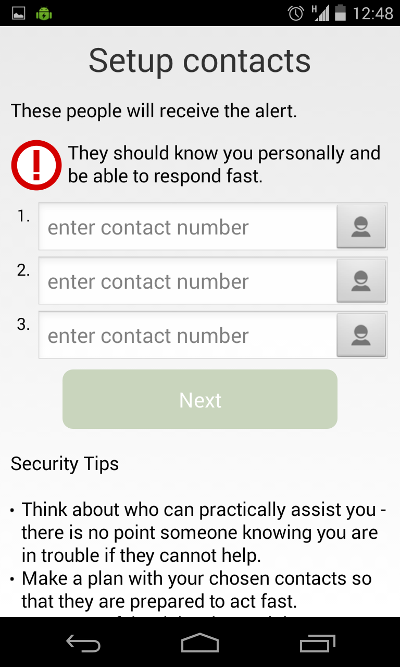 H
12:48
Setup contacts
These people will receive the alert.
They should know you personally and
be able to respond fast.
1. enter contact number
2. enter contact number
3. enter contact number
Next
Security Tips
• Think about who can practically assist you -
there is no point someone knowing you are
in trouble if they cannot help.
• Make a plan with your chosen contacts so
that they are prepared to act fast.